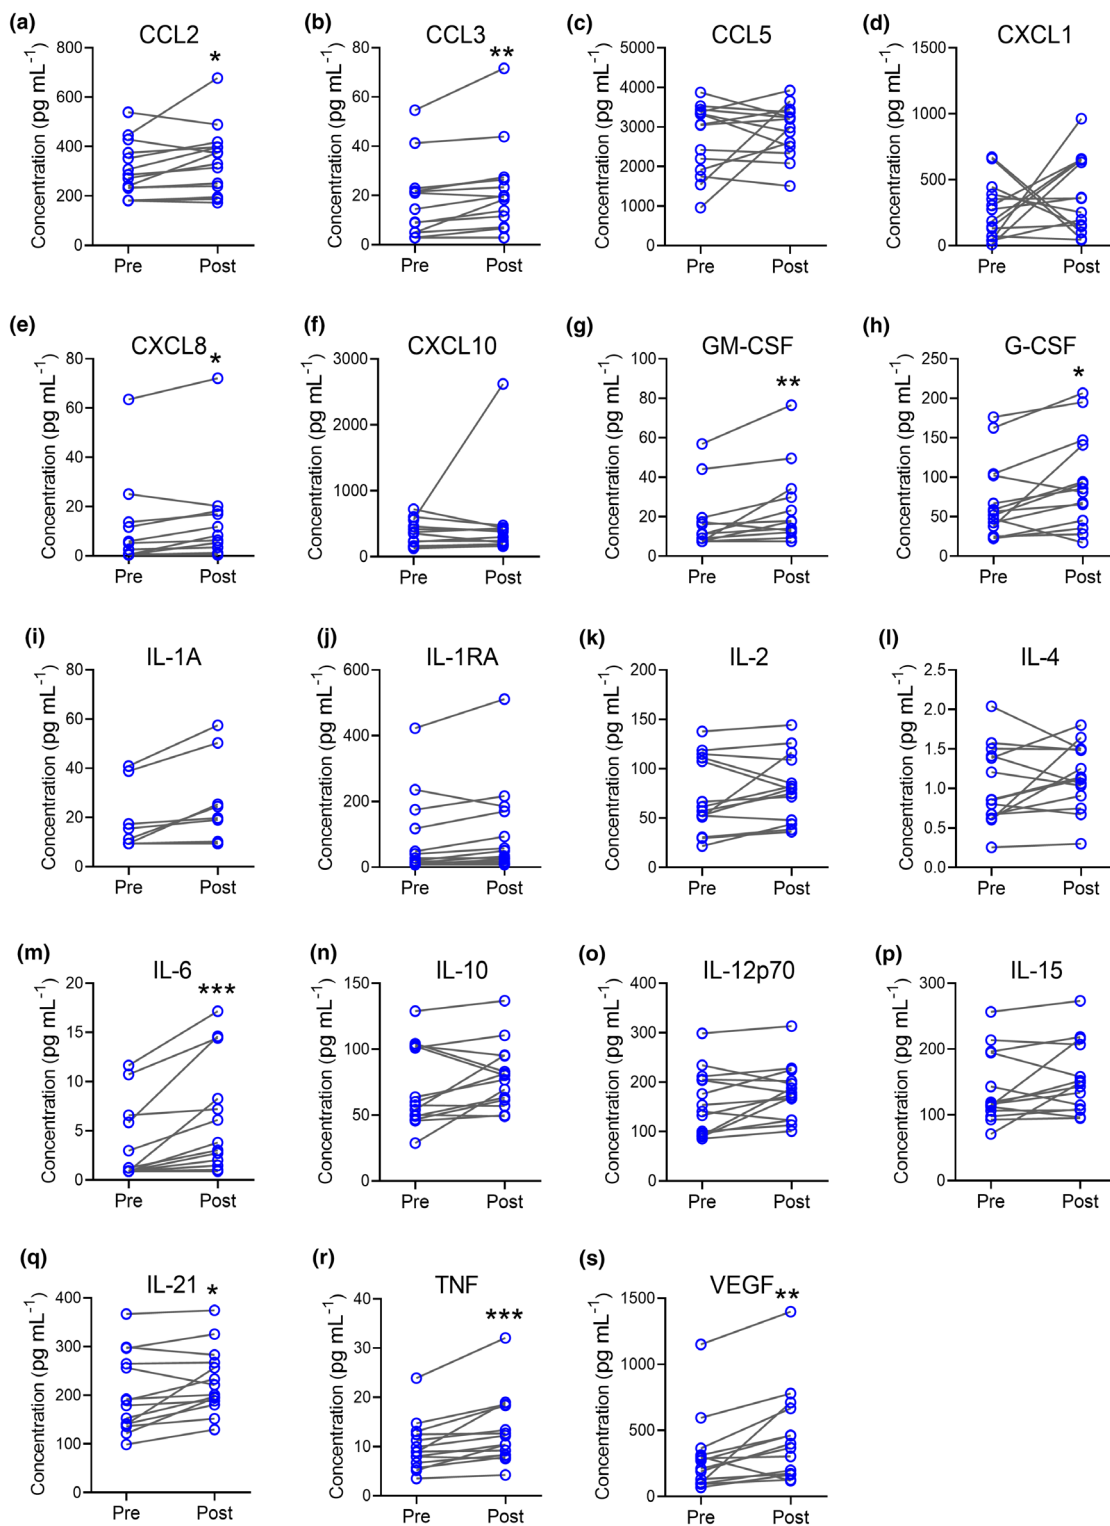 (a) CCL2 *
Concentration (pg mL⁻¹)
800
600
400
200
0
Pre Post
(b) CCL3 **
Concentration (pg mL⁻¹)
80
60
40
20
0
Pre Post
(c) CCL5
Concentration (pg mL⁻¹)
5000
4000
3000
2000
1000
0
Pre Post
(d) CXCL1
Concentration (pg mL⁻¹)
1500
1000
500
0
Pre Post
(e) CXCL8 *
Concentration (pg mL⁻¹)
80
60
40
20
0
Pre Post
(f) CXCL10
Concentration (pg mL⁻¹)
3000
2000
1000
0
Pre Post
(g) GM-CSF **
Concentration (pg mL⁻¹)
100
80
60
40
20
0
Pre Post
(h) G-CSF *
Concentration (pg mL⁻¹)
250
200
150
100
50
0
Pre Post
(i) IL-1A
Concentration (pg mL⁻¹)
80
60
40
20
0
Pre Post
(j) IL-1RA
Concentration (pg mL⁻¹)
600
400
200
0
Pre Post
(k) IL-2
Concentration (pg mL⁻¹)
200
150
100
50
0
Pre Post
(l) IL-4
Concentration (pg mL⁻¹)
2.5
2.0
1.5
1.0
0.5
0.0
Pre Post
(m) IL-6 ***
Concentration (pg mL⁻¹)
20
15
10
5
0
Pre Post
(n) IL-10
Concentration (pg mL⁻¹)
150
100
50
0
Pre Post
(o) IL-12p70
Concentration (pg mL⁻¹)
400
300
200
100
0
Pre Post
(p) IL-15
Concentration (pg mL⁻¹)
300
200
100
0
Pre Post
(q) IL-21 *
Concentration (pg mL⁻¹)
400
300
200
100
0
Pre Post
(r) TNF ***
Concentration (pg mL⁻¹)
40
30
20
10
0
Pre Post
(s) VEGF **
Concentration (pg mL⁻¹)
1500
1000
500
0
Pre Post